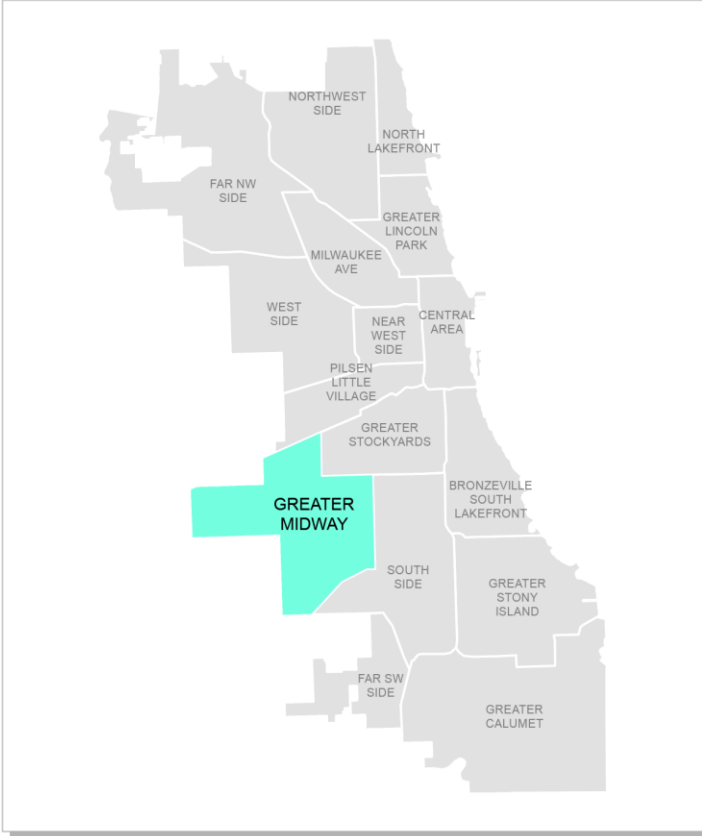 NORTHWEST
SIDE
NORTH
LAKEFRONT
FAR NW
SIDE
GREATER
LINCOLN
PARK
MILWAUKEE
AVE
WEST
SIDE
NEAR
WEST
SIDE
CENTRAL
AREA
PILSEN
LITTLE
VILLAGE
GREATER
STOCKYARDS
BRONZEVILLE
SOUTH
LAKEFRONT
GREATER
MIDWAY
SOUTH
SIDE
GREATER
STONY
ISLAND
FAR SW
SIDE
GREATER
CALUMET